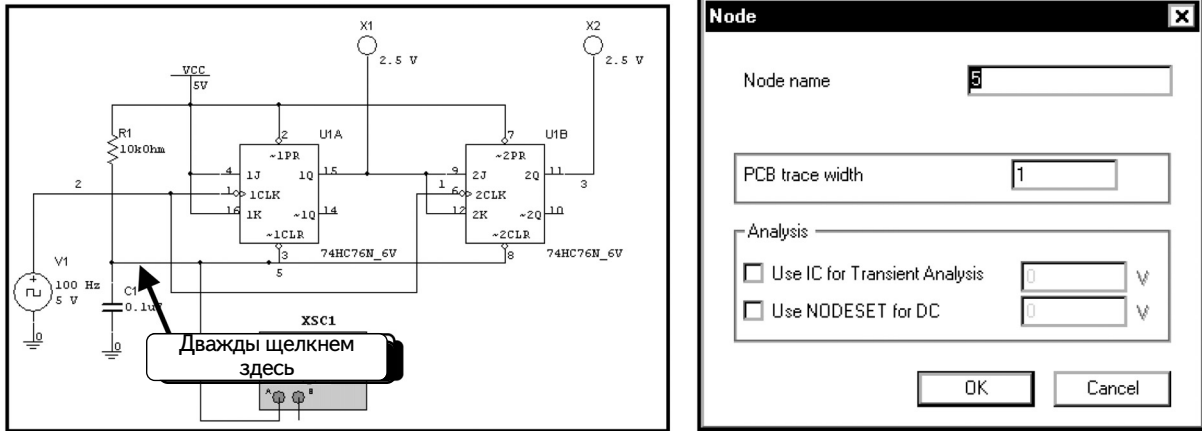 X1
X2
2.5 V
2.5 V
VCC
5V
R1
10kOhm
2
U1A
~1PR
4
1J
1Q
15
2
1
1CLK
16
1K
~1Q
14
~1CLR
3
74HC76N_6V
5
7
U1B
~2PR
9
2J
2Q
11
3
1
6
2CLK
12
2K
~2Q
10
~2CLR
8
74HC76N_6V
V1
100 Hz
5 V
0
C1
0.1u
0
XSC1
Дважды щелкнем
здесь
A
B
Node
Node name
5
PCB trace width
1
Analysis
Use IC for Transient Analysis
0
V
Use NODESET for DC
0
V
OK
Cancel